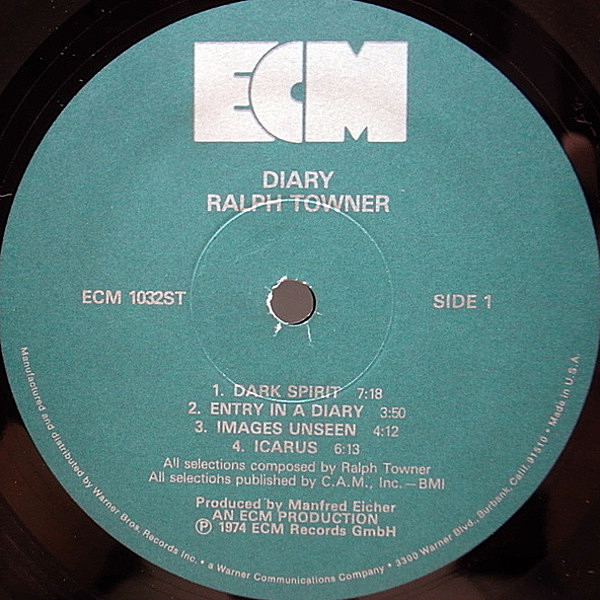 ECM
DIARY
RALPH TOWNER
ECM 1032ST
SIDE 1
1. DARK SPIRIT 7:18
2. ENTRY IN A DIARY 3:50
3. IMAGES UNSEEN 4:12
4. ICARUS 6:13
All selections composed by Ralph Towner
All selections published by C.A.M., Inc.—BMI
Produced by Manfred Eicher
AN ECM PRODUCTION
℗ 1974 ECM Records GmbH
Manufactured and distributed by Warner Bros. Records Inc. • a Warner Communications Company • 3300 Warner Blvd., Burbank, Calif. 91510 • Made in U.S.A.